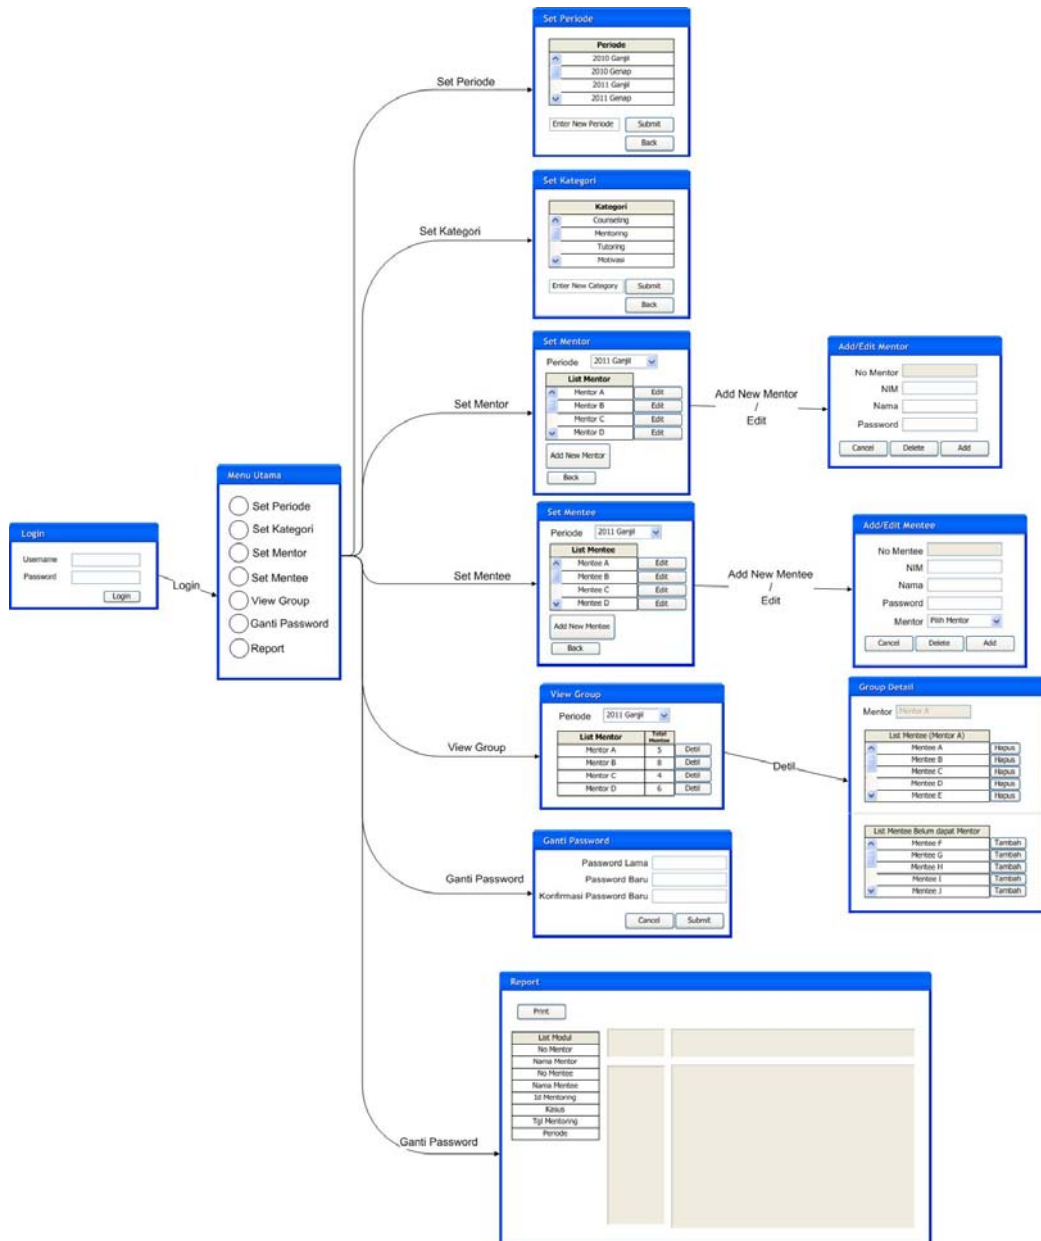 Set Periode
Periode
2010 Ganjil
2010 Genap
2011 Ganjil
2011 Genap
Enter New Periode Submit
Back
Set Periode
Set Kategori
Kategori
Counseling
Mentoring
Tutoring
Motivasi
Enter New Category Submit
Back
Set Kategori
Set Mentor
Periode 2011 Ganjil
List Mentor
Mentor A Edit
Mentor B Edit
Mentor C Edit
Mentor D Edit
Add New Mentor
Back
Set Mentor
Add New Mentor
/
Edit
Add/Edit Mentor
No Mentor
NIM
Nama
Password
Cancel Delete Add
Login
Username
Password
Login
Login
Menu Utama
Set Periode
Set Kategori
Set Mentor
Set Mentee
View Group
Ganti Password
Report
Set Mentee
Set Mentee
Periode 2011 Ganjil
List Mentee
Mentee A Edit
Mentee B Edit
Mentee C Edit
Mentee D Edit
Add New Mentee
Back
Add New Mentee
/
Edit
Add/Edit Mentee
No Mentee
NIM
Nama
Password
Mentor Pilih Mentor
Cancel Delete Add
View Group
View Group
Periode 2011 Ganjil
List Mentor Total Mentee
Mentor A 5 Detil
Mentor B 8 Detil
Mentor C 4 Detil
Mentor D 6 Detil
Detil
Group Detail
Mentor Mentor A
List Mentee (Mentor A)
Mentee A Hapus
Mentee B Hapus
Mentee C Hapus
Mentee D Hapus
Mentee E Hapus
List Mentee Belum dapat Mentor
Mentee F Tambah
Mentee G Tambah
Mentee H Tambah
Mentee I Tambah
Mentee J Tambah
Ganti Password
Ganti Password
Password Lama
Password Baru
Konfirmasi Password Baru
Cancel Submit
Ganti Password
Report
Print
List Modul
No Mentor
Nama Mentor
No Mentee
Nama Mentee
Id Mentoring
Kasus
Tgl Mentoring
Periode